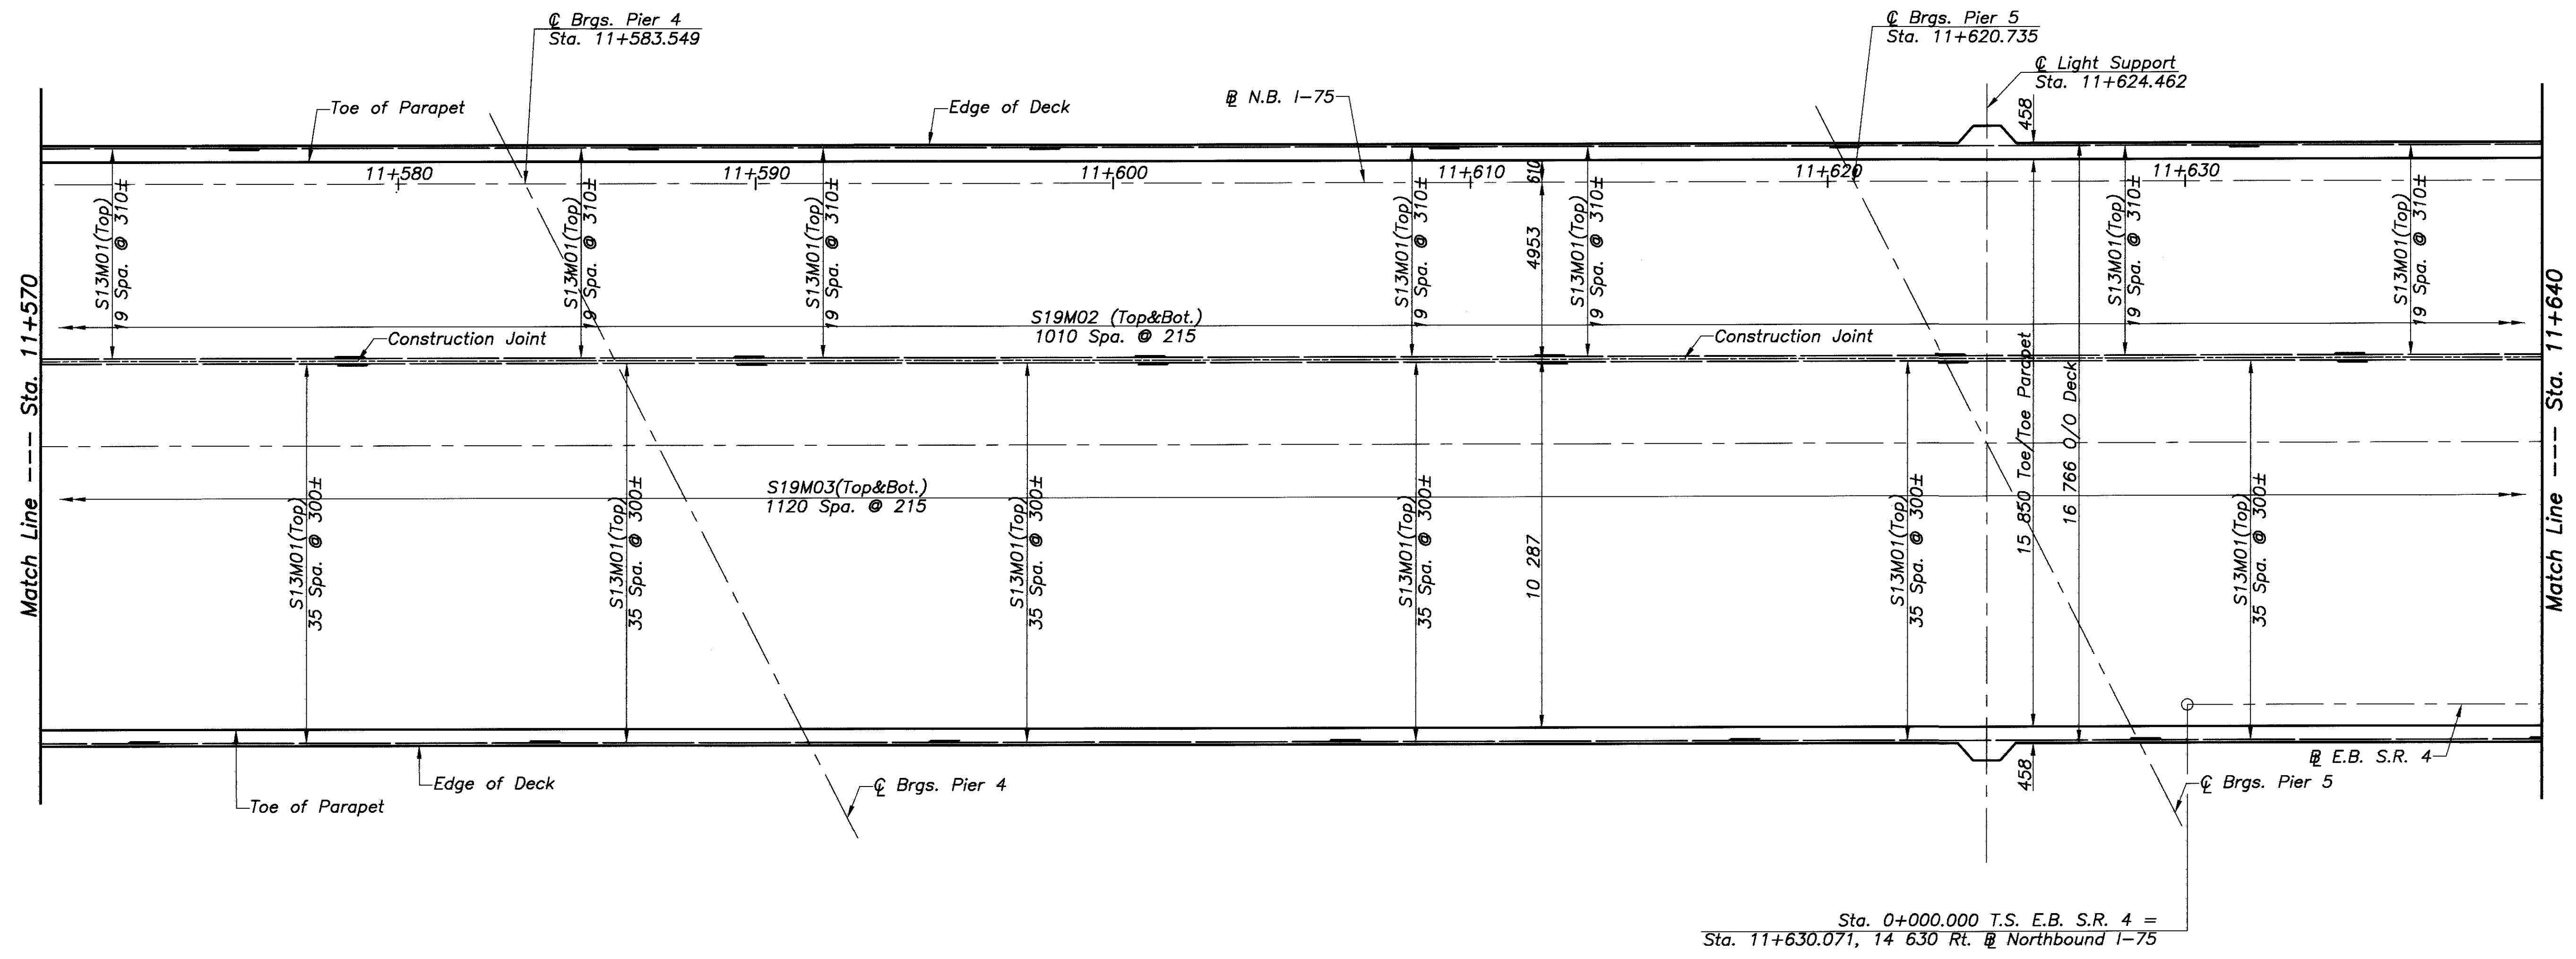 ℄ Brgs. Pier 4
Sta. 11+583.549
℄ Brgs. Pier 5
Sta. 11+620.735
℄ Light Support
Sta. 11+624.462
Toe of Parapet
Edge of Deck
BL N.B. I-75
458
11+580
11+590
11+600
11+610
11+620
11+630
610
4953
S13M01(Top)
19 Spa. @ 310±
S13M01(Top)
19 Spa. @ 310±
S13M01(Top)
19 Spa. @ 310±
S13M01(Top)
19 Spa. @ 310±
S13M01(Top)
19 Spa. @ 310±
S13M01(Top)
19 Spa. @ 310±
S13M01(Top)
19 Spa. @ 310±
S19M02 (Top&Bot.)
1010 Spa. @ 215
Construction Joint
Construction Joint
Match Line --- Sta. 11+570
Match Line --- Sta. 11+640
15 850 Toe/Toe Parapet
16 766 O/O Deck
S19M03(Top&Bot.)
1120 Spa. @ 215
S13M01(Top)
35 Spa. @ 300±
S13M01(Top)
35 Spa. @ 300±
S13M01(Top)
35 Spa. @ 300±
S13M01(Top)
35 Spa. @ 300±
10 287
S13M01(Top)
35 Spa. @ 300±
S13M01(Top)
35 Spa. @ 300±
Toe of Parapet
Edge of Deck
℄ Brgs. Pier 4
458
BL E.B. S.R. 4
℄ Brgs. Pier 5
Sta. 0+000.000 T.S. E.B. S.R. 4 =
Sta. 11+630.071, 14 630 Rt. BL Northbound I-75